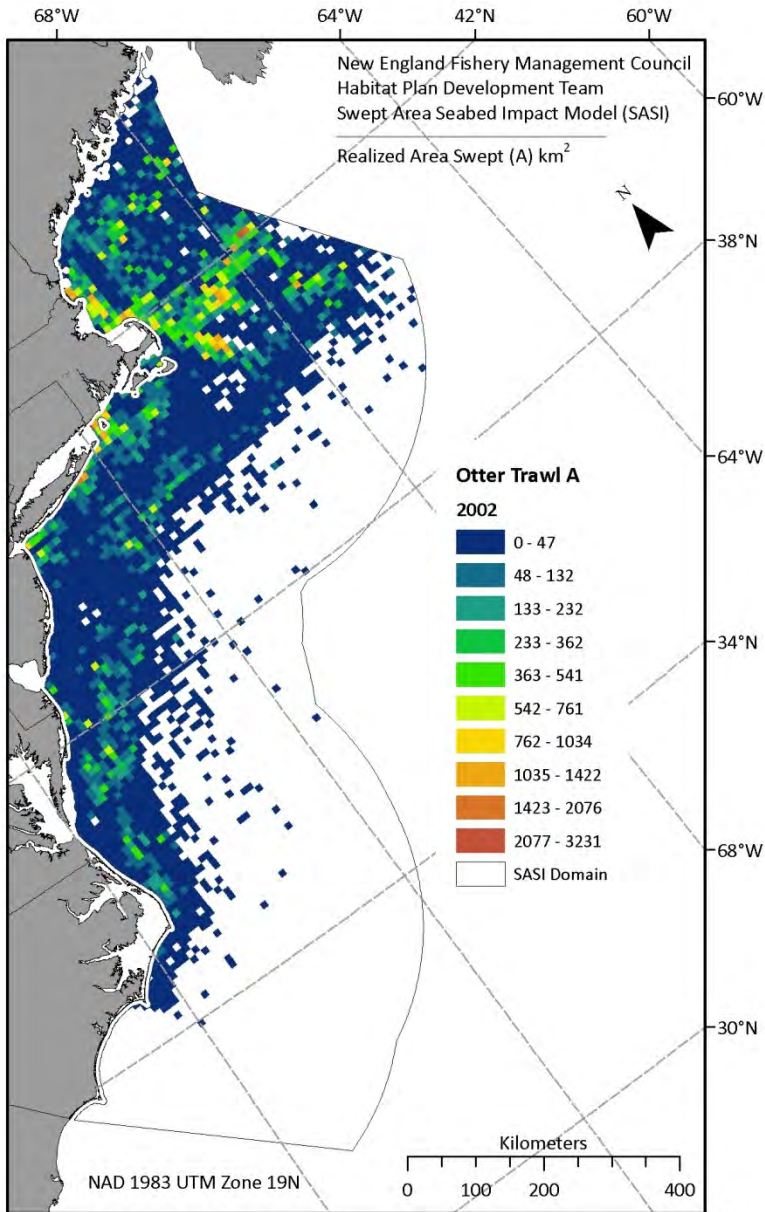 68°W
64°W
42°N
60°W
New England Fishery Management Council
Habitat Plan Development Team
Swept Area Seabed Impact Model (SASI)
Realized Area Swept (A) km²
60°W
N
38°N
64°W
Otter Trawl A
2002
0 - 47
48 - 132
133 - 232
233 - 362
363 - 541
542 - 761
762 - 1034
1035 - 1422
1423 - 2076
2077 - 3231
SASI Domain
34°N
68°W
30°N
Kilometers
0 100 200 400
NAD 1983 UTM Zone 19N